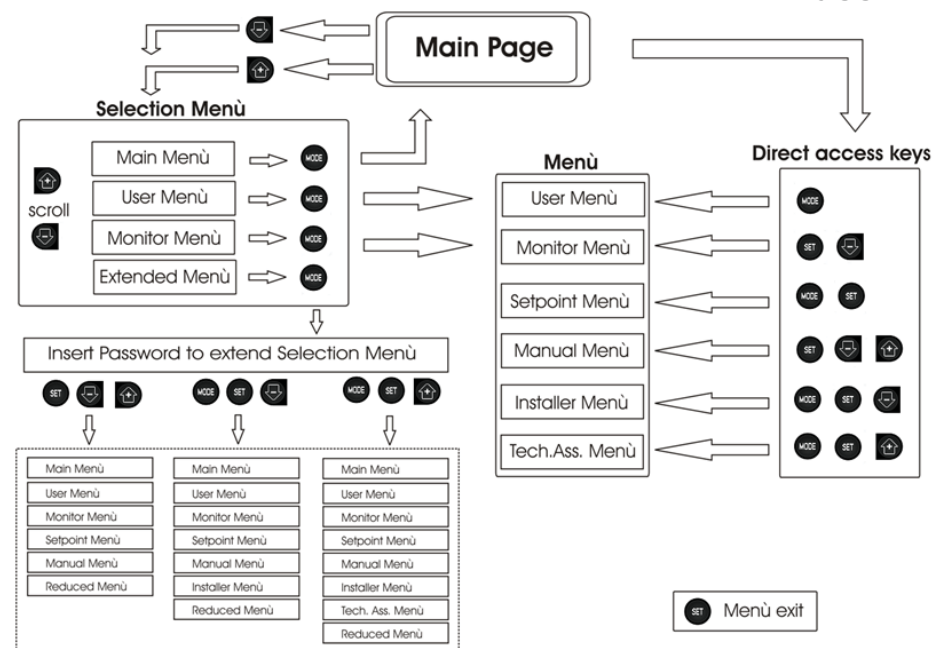 Main Page
Selection Menù
scroll
Main Menù
MODE
User Menù
MODE
Monitor Menù
MODE
Extended Menù
MODE
Insert Password to extend Selection Menù
SET - +
MODE SET -
MODE SET +
Main Menù
User Menù
Monitor Menù
Setpoint Menù
Manual Menù
Reduced Menù
Main Menù
User Menù
Monitor Menù
Setpoint Menù
Manual Menù
Installer Menù
Reduced Menù
Main Menù
User Menù
Monitor Menù
Setpoint Menù
Manual Menù
Installer Menù
Tech. Ass. Menù
Reduced Menù
Menù
User Menù
Monitor Menù
Setpoint Menù
Manual Menù
Installer Menù
Tech.Ass. Menù
Direct access keys
MODE
SET -
MODE SET
SET - +
MODE SET -
MODE SET +
SET Menù exit